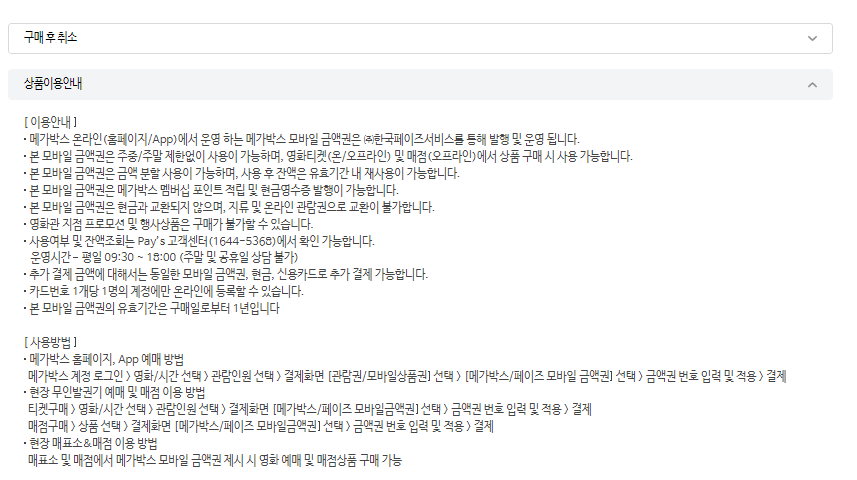 구매 후 취소
상품이용안내
[ 이용안내 ]
• 메가박스 온라인(홈페이지/App)에서 운영 하는 메가박스 모바일 금액권은 ㈜한국페이즈서비스를 통해 발행 및 운영 됩니다.
• 본 모바일 금액권은 주중/주말 제한없이 사용이 가능하며, 영화티켓(온/오프라인) 및 매점(오프라인)에서 상품 구매 시 사용 가능합니다.
• 본 모바일 금액권은 금액 분할 사용이 가능하며, 사용 후 잔액은 유효기간 내 재사용이 가능합니다.
• 본 모바일 금액권은 메가박스 멤버십 포인트 적립 및 현금영수증 발행이 가능합니다.
• 본 모바일 금액권은 현금과 교환되지 않으며, 지류 및 온라인 관람권으로 교환이 불가합니다.
• 영화관 지점 프로모션 및 행사상품은 구매가 불가할 수 있습니다.
• 사용여부 및 잔액조회는 Pay's 고객센터(1644-5368)에서 확인 가능합니다.
운영시간 - 평일 09:30 ~ 18:00 (주말 및 공휴일 상담 불가)
• 추가 결제 금액에 대해서는 동일한 모바일 금액권, 현금, 신용카드로 추가 결제 가능합니다.
• 카드번호 1개당 1명의 계정에만 온라인에 등록할 수 있습니다.
• 본 모바일 금액권의 유효기간은 구매일로부터 1년입니다
[ 사용방법 ]
• 메가박스 홈페이지, App 예매 방법
메가박스 계정 로그인 > 영화/시간 선택 > 관람인원 선택 > 결제화면 [관람권/모바일상품권] 선택 > [메가박스/페이즈 모바일 금액권] 선택 > 금액권 번호 입력 및 적용 > 결제
• 현장 무인발권기 예매 및 매점 이용 방법
티켓구매 > 영화/시간 선택 > 관람인원 선택 > 결제화면 [메가박스/페이즈 모바일금액권] 선택 > 금액권 번호 입력 및 적용 > 결제
매점구매 > 상품 선택 > 결제화면 [메가박스/페이즈 모바일금액권] 선택 > 금액권 번호 입력 및 적용 > 결제
• 현장 매표소&매점 이용 방법
매표소 및 매점에서 메가박스 모바일 금액권 제시 시 영화 예매 및 매점상품 구매 가능